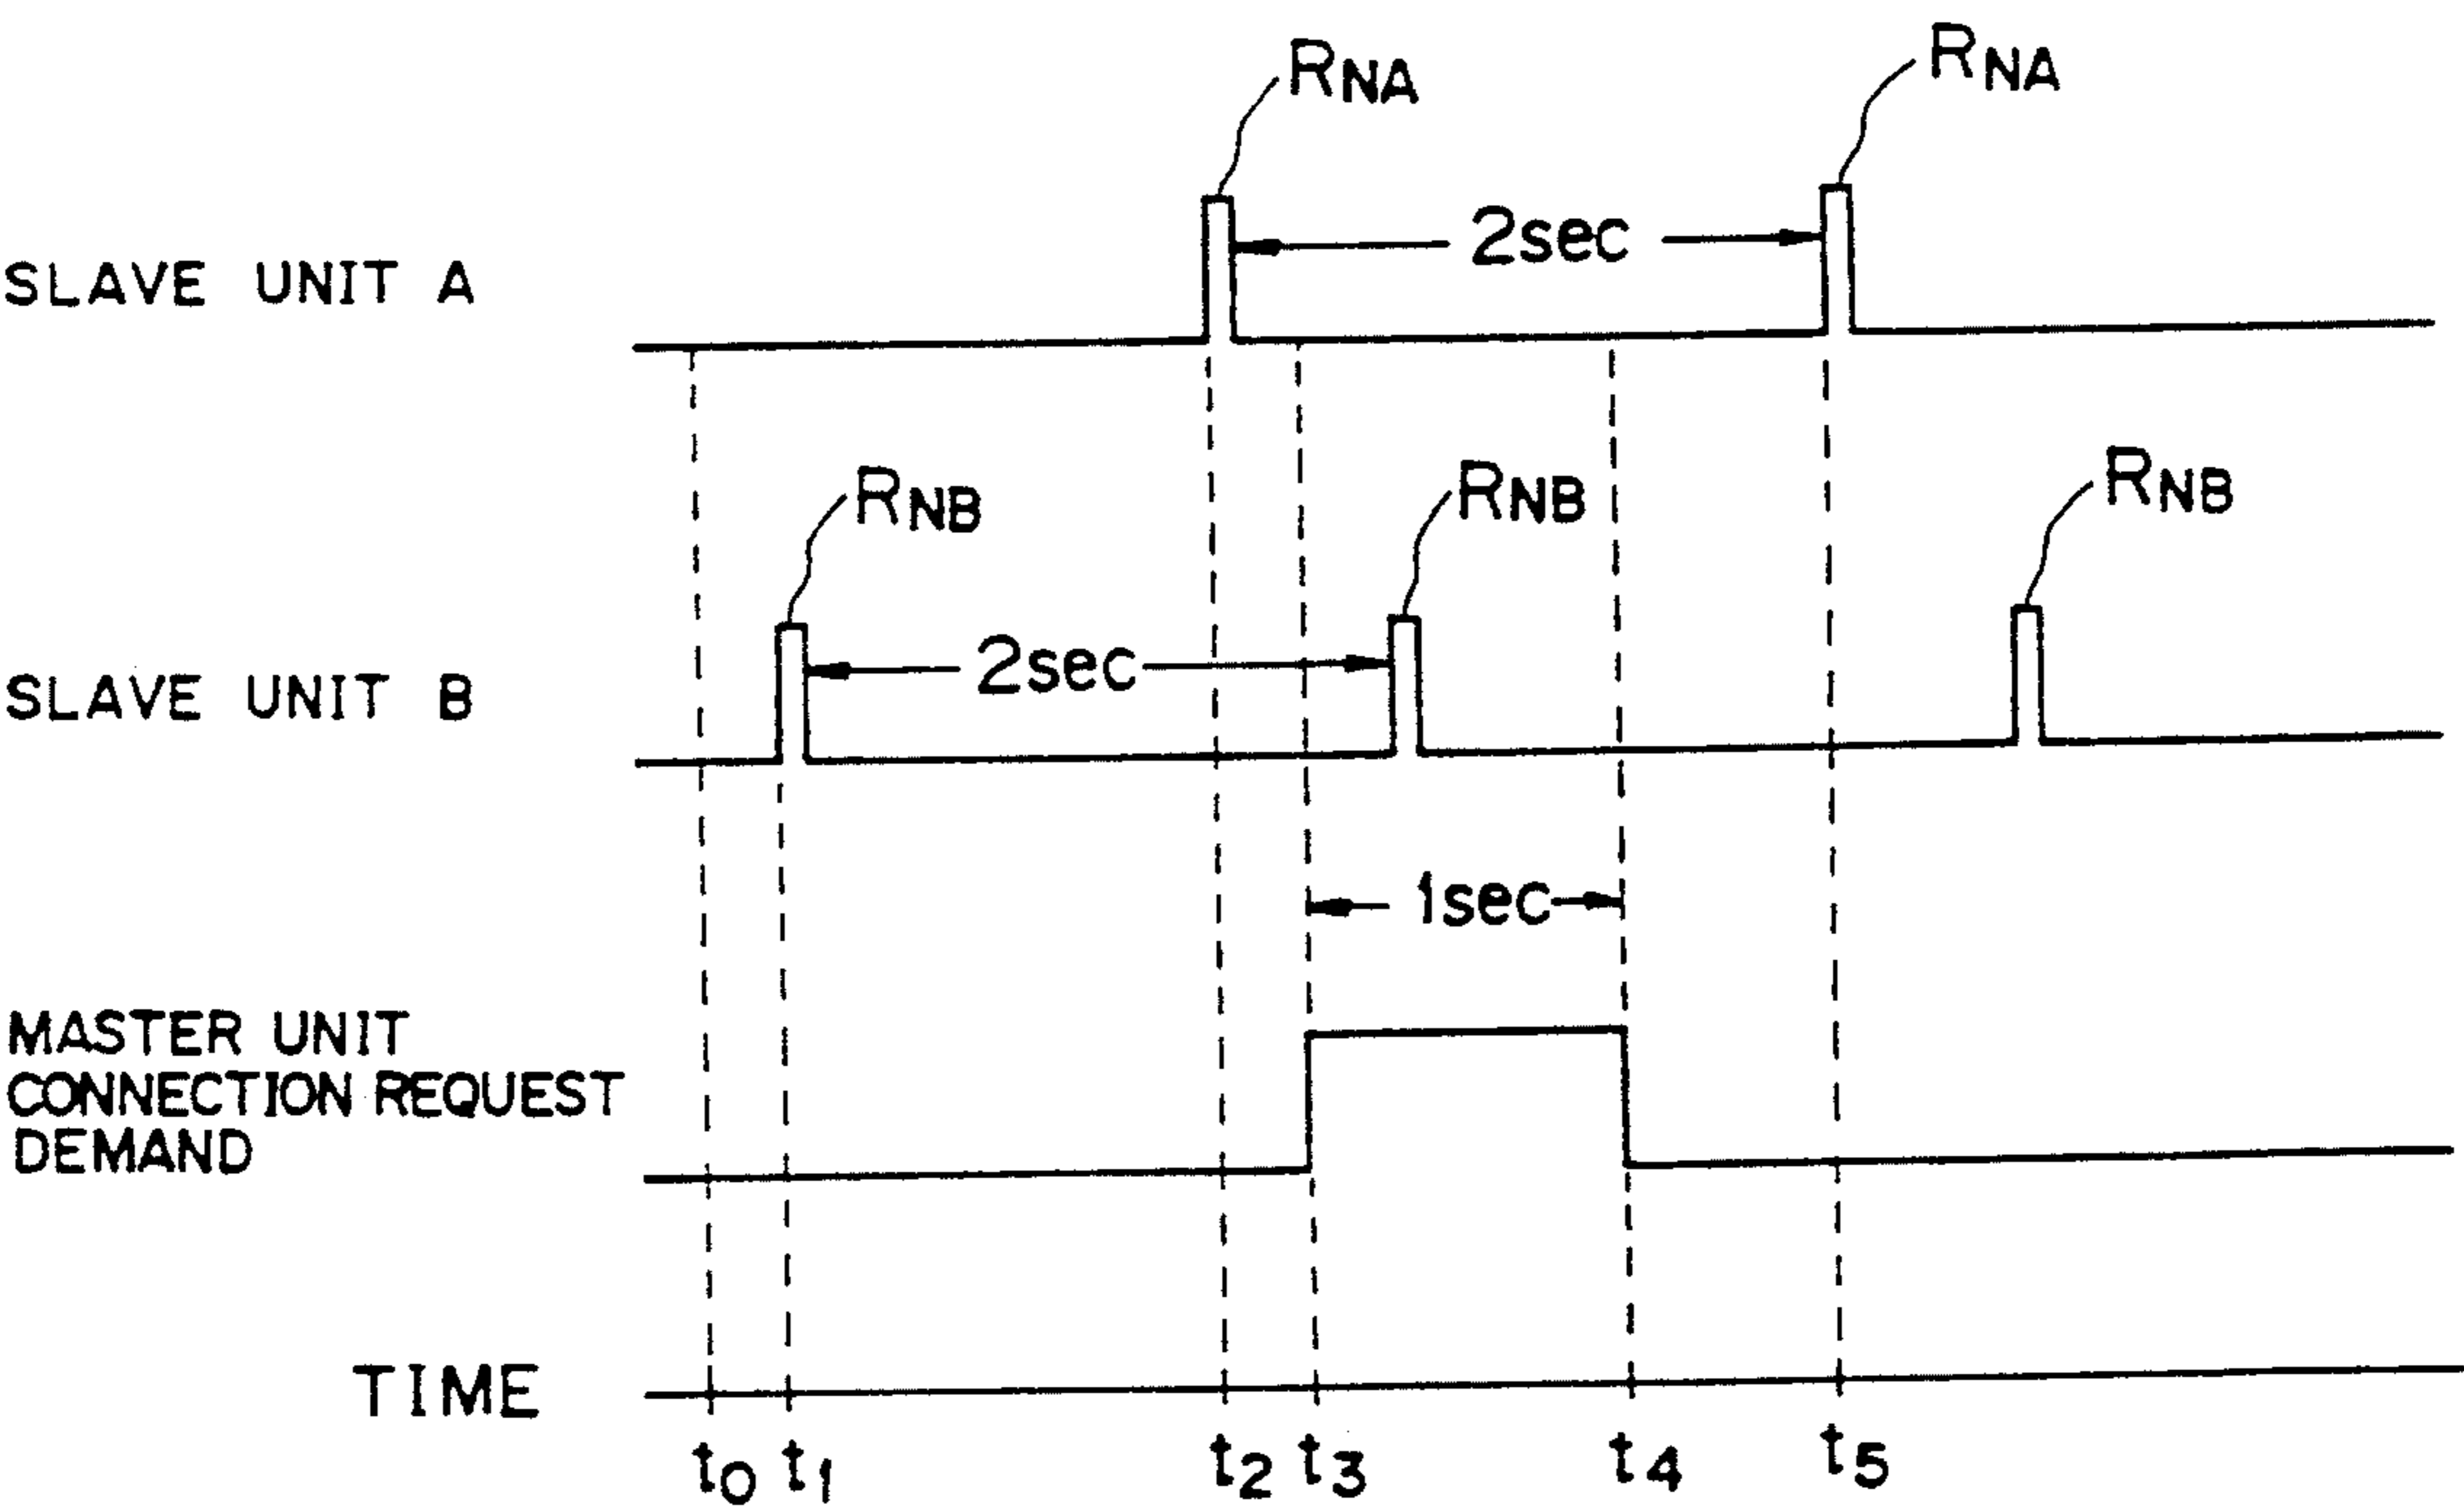 RNA
RNA
2sec
SLAVE UNIT A
RNB
RNB
RNB
2sec
SLAVE UNIT B
1sec
MASTER UNIT
CONNECTION REQUEST
DEMAND
TIME
t0 t1 t2 t3 t4 t5